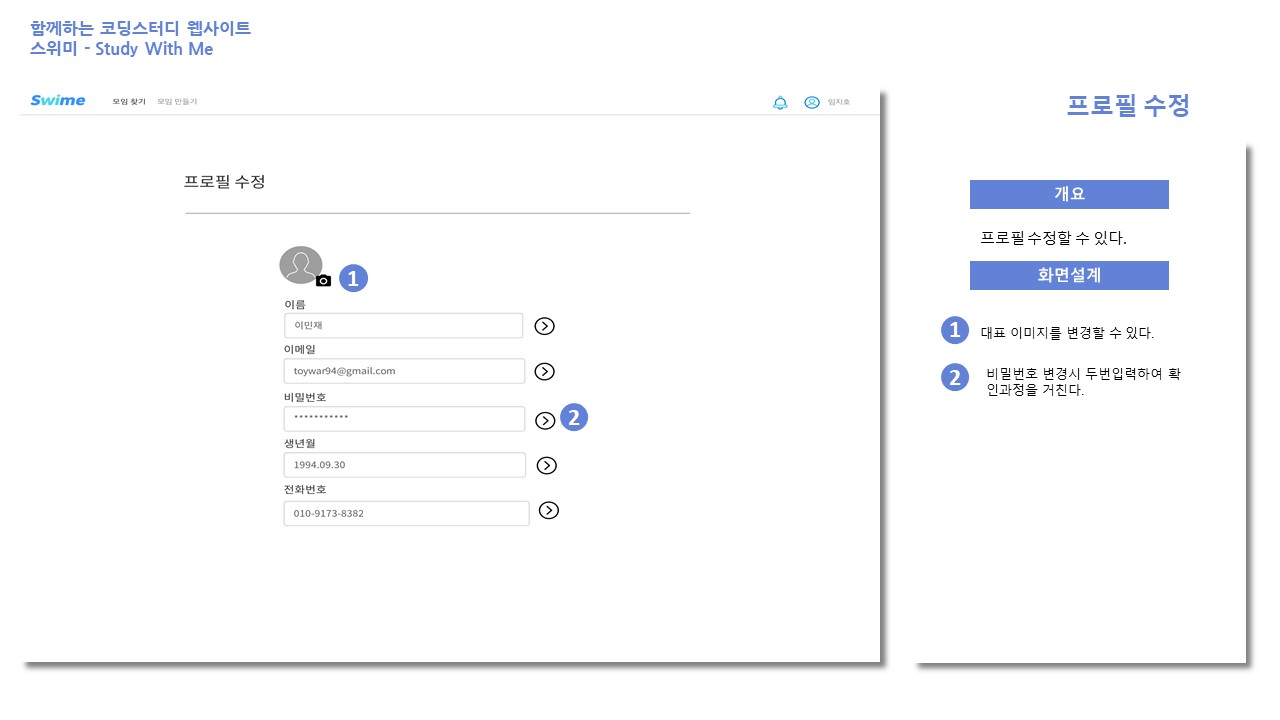 함께하는 코딩스터디 웹사이트
스위미 - Study With Me
Swime 모임 찾기 모임 만들기 임지호
프로필 수정
1
이름
이민재
이메일
toywar94@gmail.com
비밀번호
***********
2
생년월
1994.09.30
전화번호
010-9173-8382
프로필 수정
개요
프로필수정할 수 있다.
화면설계
1 대표 이미지를 변경할 수 있다.
2 비밀번호 변경시 두번입력하여 확
인과정을 거친다.